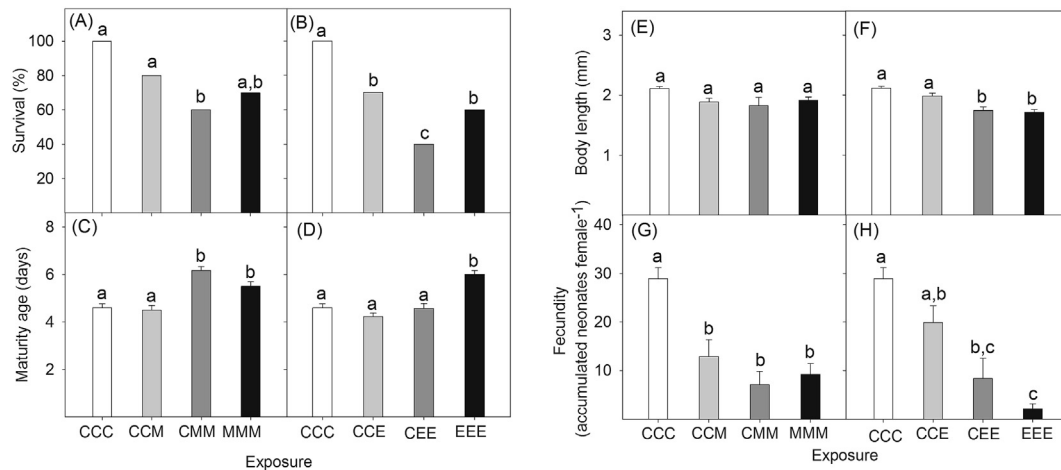 (A)
(B)
Survival (%)
100
80
60
40
20
a
a
b
a,b
a
b
c
b
(C)
(D)
Maturity age (days)
8
6
4
2
a
a
b
b
a
a
a
b
CCC CCM CMM MMM
CCC CCE CEE EEE
Exposure
(E)
(F)
Body length (mm)
3
2
1
a
a
a
a
a
a
b
b
(G)
(H)
Fecundity
(accumulated neonates female⁻¹)
40
30
20
10
a
b
b
b
a
a,b
b,c
c
CCC CCM CMM MMM
CCC CCE CEE EEE
Exposure